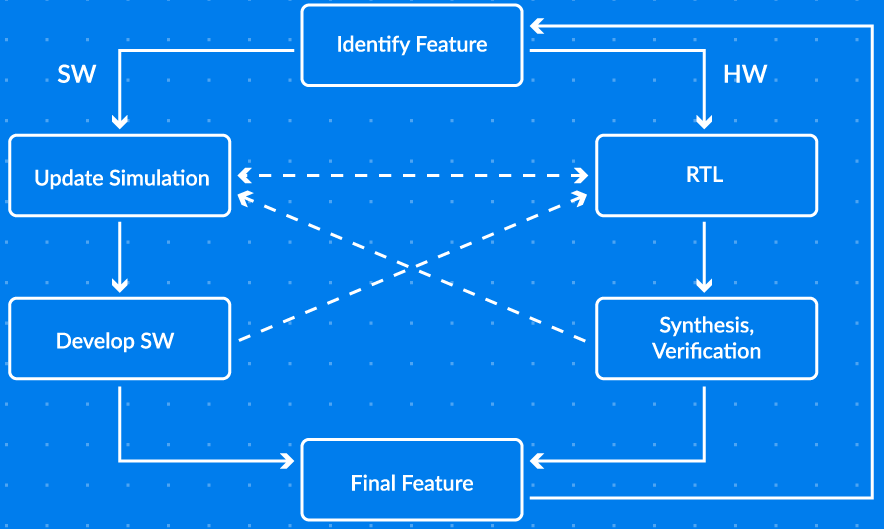 Identify Feature
SW
HW
Update Simulation
RTL
Develop SW
Synthesis,
Verification
Final Feature